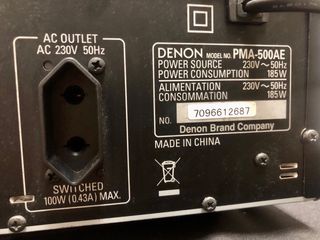 AC OUTLET
AC 230V 50Hz
SWITCHED
100W (0.43A) MAX.
DENON MODEL NO. PMA-500AE
POWER SOURCE 230V～50Hz
POWER CONSUMPTION 185W
ALIMENTATION 230V～50Hz
CONSOMMATION 185W
NO. 7096612687
Denon Brand Company
MADE IN CHINA